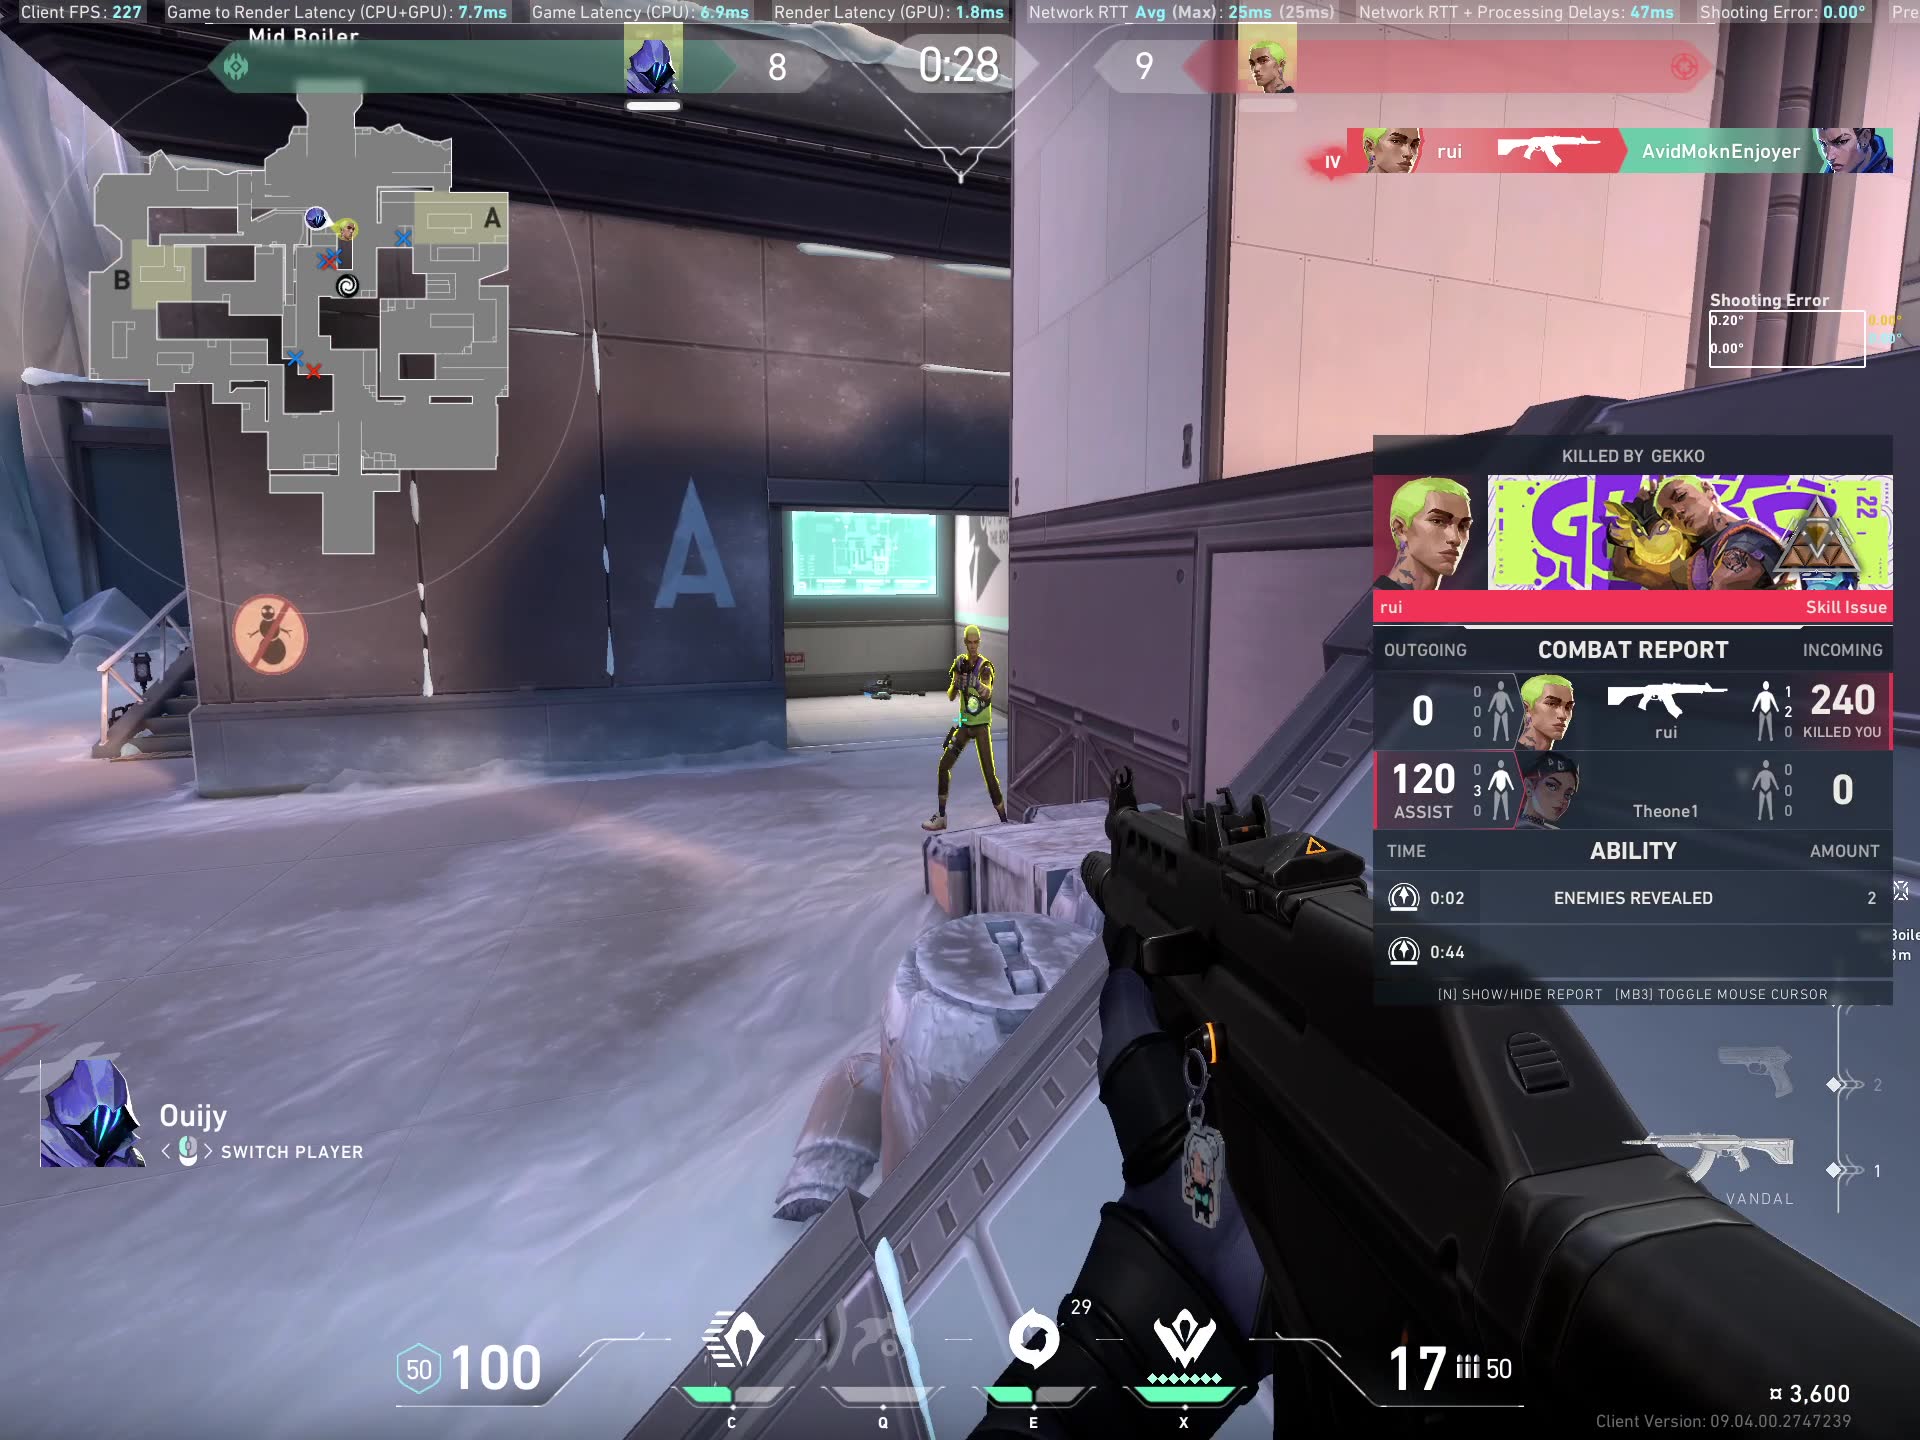 Client FPS: 227
Game to Render Latency (CPU+GPU): 7.7ms
Game Latency (CPU): 6.9ms
Render Latency (GPU): 1.8ms
Network RTT Avg (Max): 25ms (25ms)
Network RTT + Processing Delays: 47ms
Shooting Error: 0.00°
Pre
Mid Boiler
8
0:28
9
IV
rui
AvidMoknEnjoyer
A
B
Shooting Error
0.20°
0.00°
0.00°
KILLED BY GEKKO
22
rui
Skill Issue
OUTGOING
COMBAT REPORT
INCOMING
0
0
0
0
rui
1
2
0
240
KILLED YOU
120
ASSIST
0
3
0
Theone1
0
0
0
0
TIME
ABILITY
AMOUNT
0:02
ENEMIES REVEALED
2
0:44
[N] SHOW/HIDE REPORT [MB3] TOGGLE MOUSE CURSOR
A
THE BOX
Boile
m
Ouijy
< > SWITCH PLAYER
2
1
VANDAL
50
100
29
C
Q
E
X
17
50
¤ 3,600
Client Version: 09.04.00.2747239